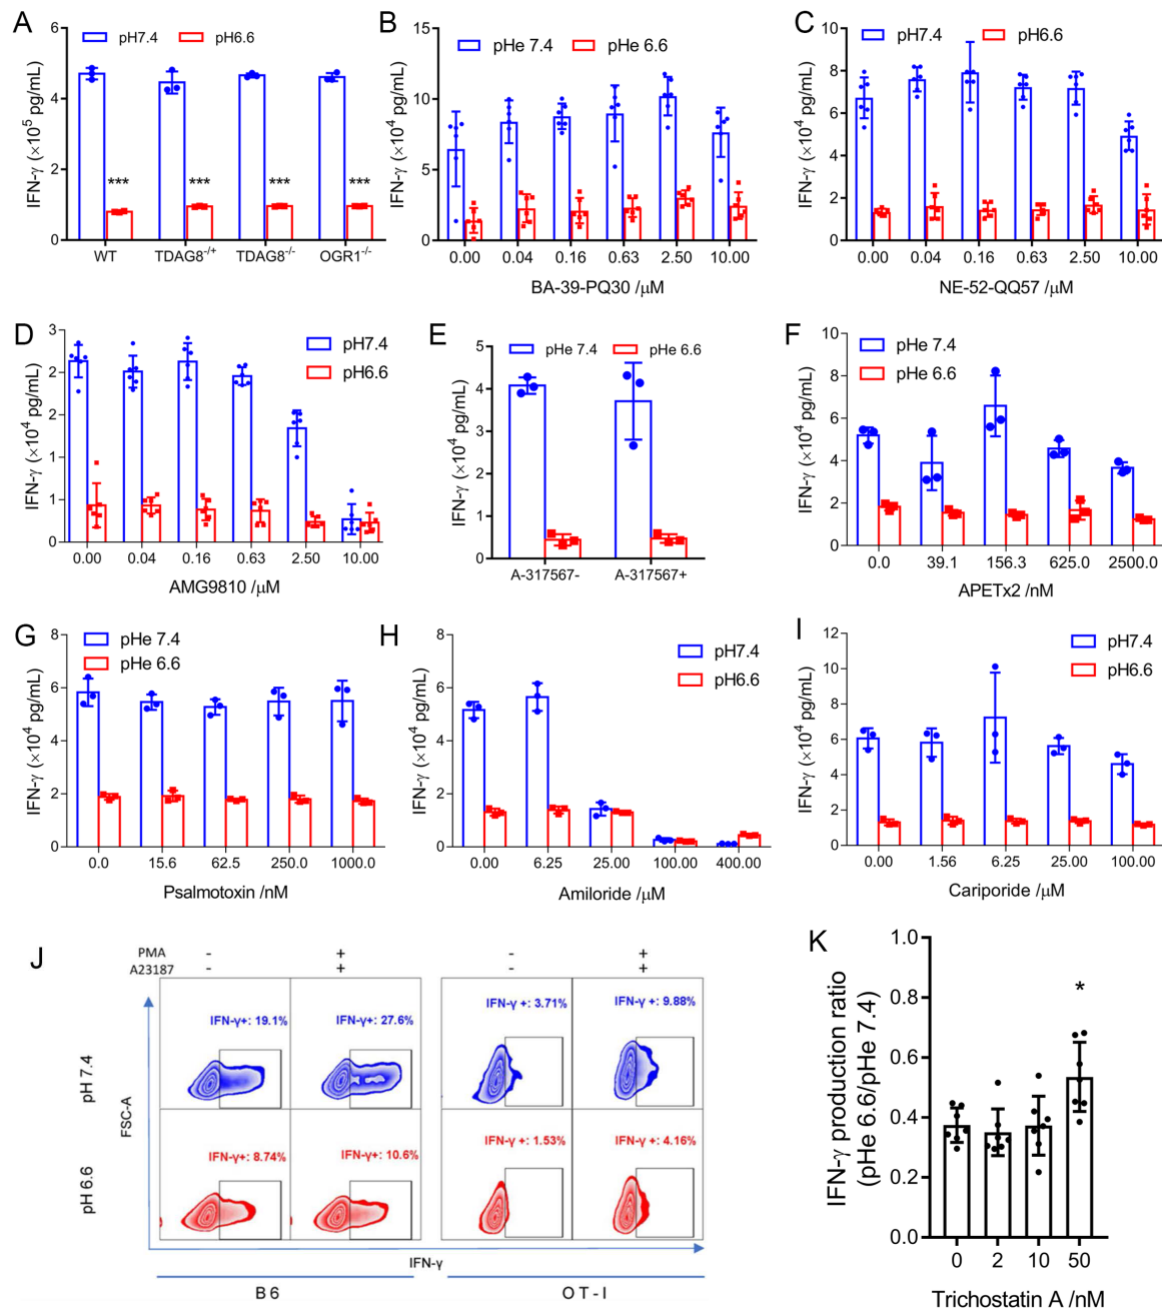 A
pH7.4 pH6.6
IFN-γ (×10⁵ pg/mL)
6
4
2
0
*** *** *** ***
WT TDAG8⁻/⁺ TDAG8⁻/⁻ OGR1⁻/⁻
B
pHe 7.4 pHe 6.6
IFN-γ (×10⁴ pg/mL)
15
10
5
0
0.00 0.04 0.16 0.63 2.50 10.00
BA-39-PQ30 /μM
C
pH7.4 pH6.6
IFN-γ (×10⁴ pg/mL)
10
8
6
4
2
0
0.00 0.04 0.16 0.63 2.50 10.00
NE-52-QQ57 /μM
D
pH7.4
pH6.6
IFN-γ (×10⁴ pg/mL)
3
2
2
1
1
0
0.00 0.04 0.16 0.63 2.50 10.00
AMG9810 /μM
E
pHe 7.4 pHe 6.6
IFN-γ (×10⁴ pg/mL)
5
4
3
2
1
0
A-317567- A-317567+
F
pHe 7.4
pHe 6.6
IFN-γ (×10⁴ pg/mL)
10
8
6
4
2
0
0.0 39.1 156.3 625.0 2500.0
APETx2 /nM
G
pHe 7.4
pHe 6.6
IFN-γ (×10⁴ pg/mL)
8
6
4
2
0
0.0 15.6 62.5 250.0 1000.0
Psalmotoxin /nM
H
pH7.4
pH6.6
IFN-γ (×10⁴ pg/mL)
8
6
4
2
0
0.00 6.25 25.00 100.00 400.00
Amiloride /μM
I
pH7.4
pH6.6
IFN-γ (×10⁴ pg/mL)
12
10
8
6
4
2
0
0.00 1.56 6.25 25.00 100.00
Cariporide /μM
J
PMA - + - +
A23187 - + - +
IFN-γ+: 19.1% IFN-γ+: 27.6% IFN-γ+: 3.71% IFN-γ+: 9.88%
pH 7.4
FSC-A
IFN-γ+: 8.74% IFN-γ+: 10.6% IFN-γ+: 1.53% IFN-γ+: 4.16%
pH 6.6
IFN-γ
B6 OT-I
K
IFN-γ production ratio
(pHe 6.6/pHe 7.4)
1.0
0.8
0.6
0.4
0.2
0.0
*
0 2 10 50
Trichostatin A /nM